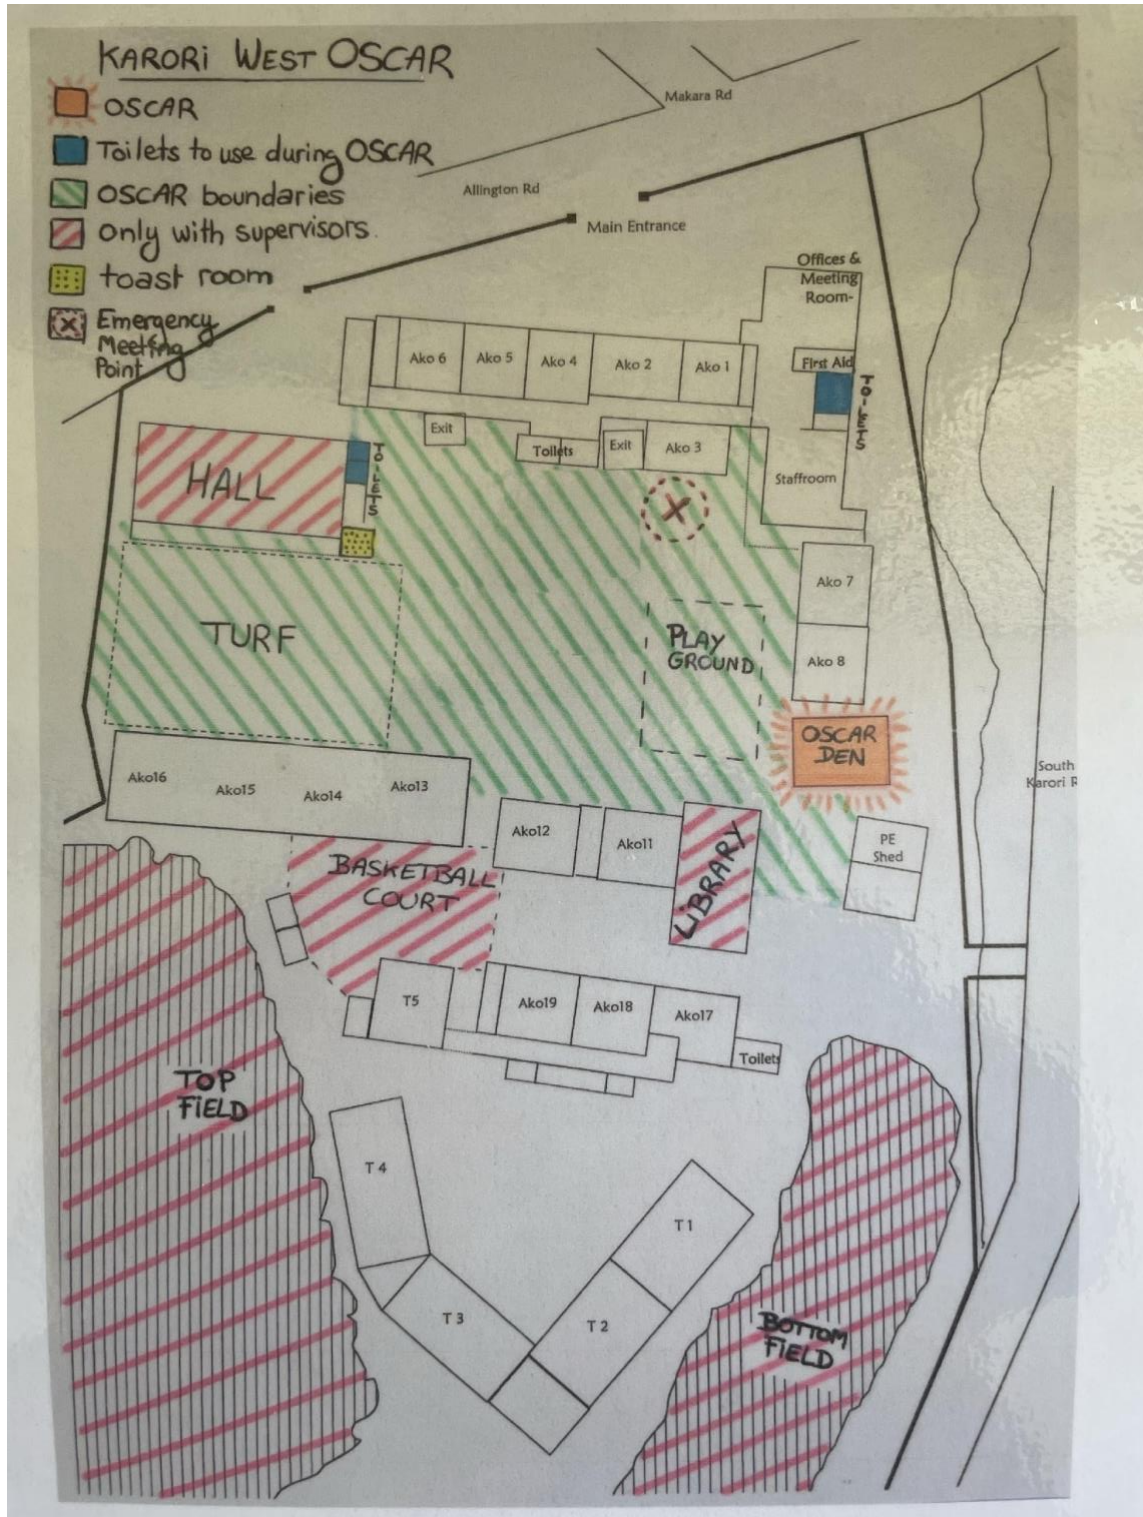 KARORI WEST OSCAR
OSCAR
Toilets to use during OSCAR
OSCAR boundaries
Only with supervisors.
toast room
Emergency
Meeting
Point
Makara Rd
Allington Rd
Main Entrance
Offices &
Meeting
Room-
First Aid
TOILETS
Ako 6
Ako 5
Ako 4
Ako 2
Ako 1
Exit
Toilets
Exit
Ako 3
Staffroom
HALL
TOILETS
X
Ako 7
TURF
PLAY
GROUND
Ako 8
OSCAR
DEN
South
Karori R
Ako16
Ako15
Ako14
Ako13
Ako12
Ako11
LIBRARY
PE
Shed
BASKETBALL
COURT
T5
Ako19
Ako18
Ako17
Toilets
TOP
FIELD
T 4
T 1
T 3
T 2
BOTTOM
FIELD